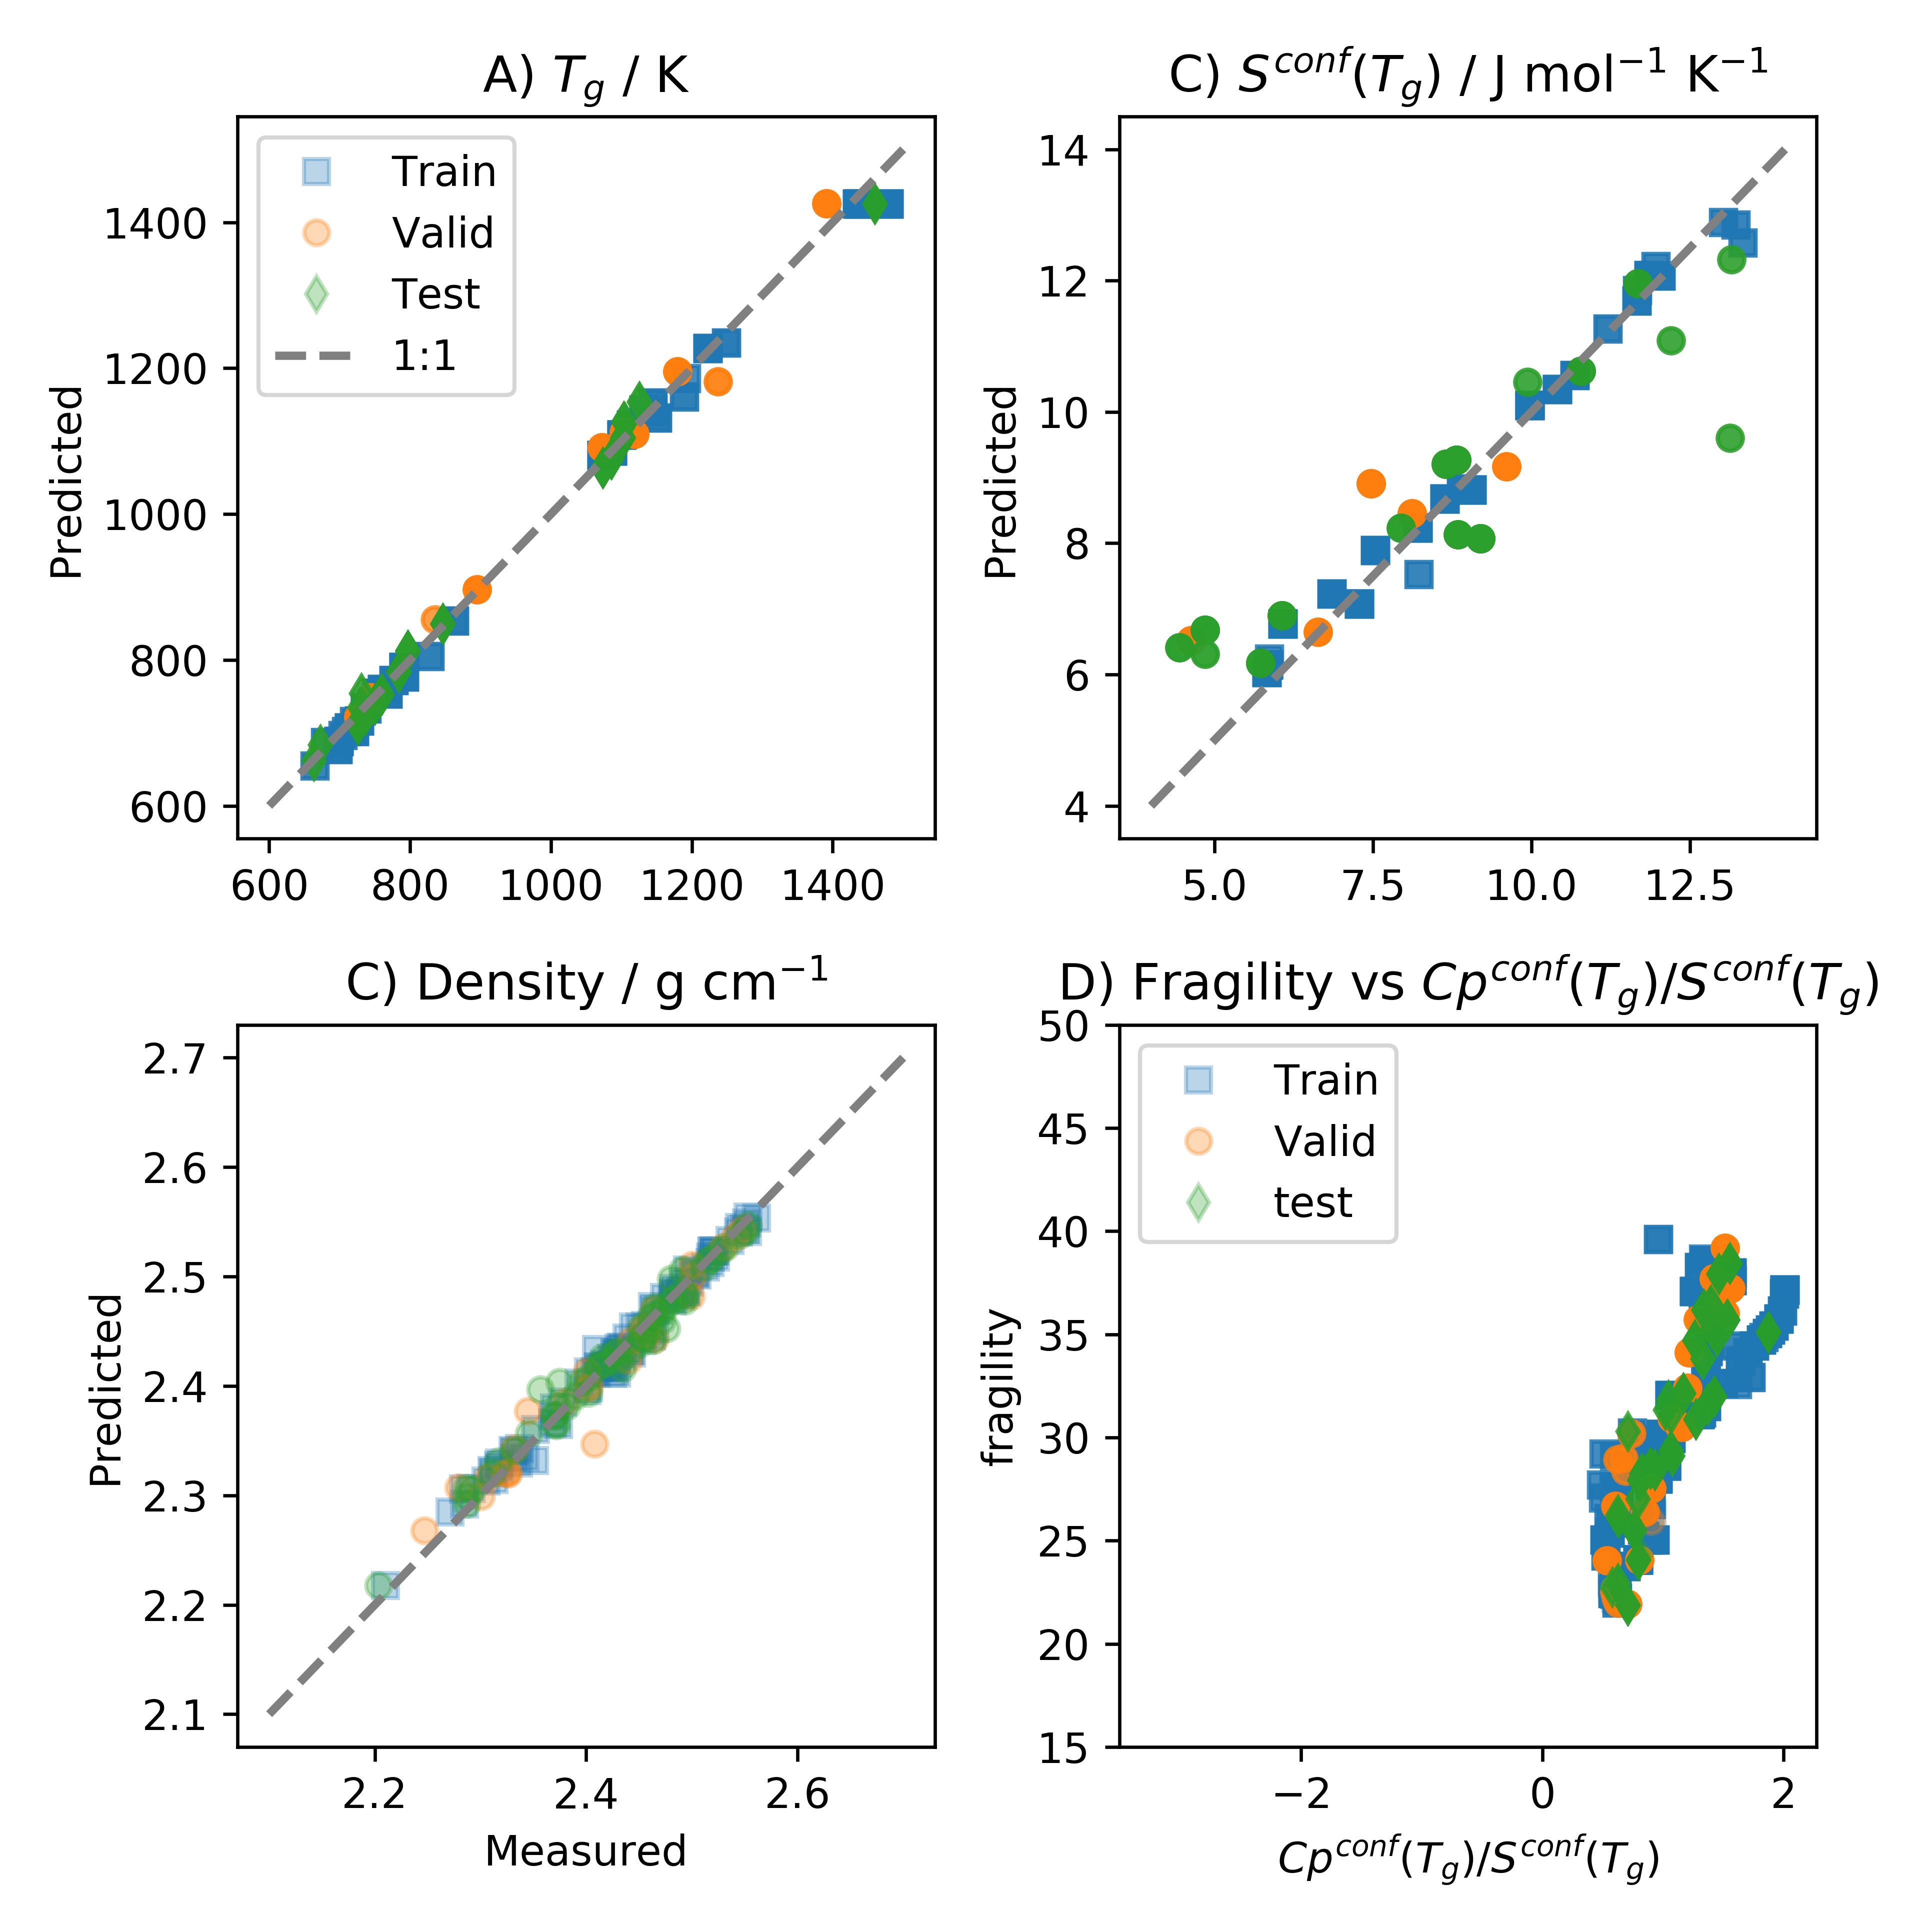 A) $T_g$ / K
Train
Valid
Test
1:1
Predicted
1400
1200
1000
800
600
600 800 1000 1200 1400
C) $S^{conf}(T_g)$ / J mol$^{-1}$ K$^{-1}$
Predicted
14
12
10
8
6
4
5.0 7.5 10.0 12.5
C) Density / g cm$^{-1}$
Predicted
2.7
2.6
2.5
2.4
2.3
2.2
2.1
2.2 2.4 2.6
Measured
D) Fragility vs $Cp^{conf}(T_g)/S^{conf}(T_g)$
Train
Valid
test
fragility
50
45
40
35
30
25
20
15
−2 0 2
$Cp^{conf}(T_g)/S^{conf}(T_g)$